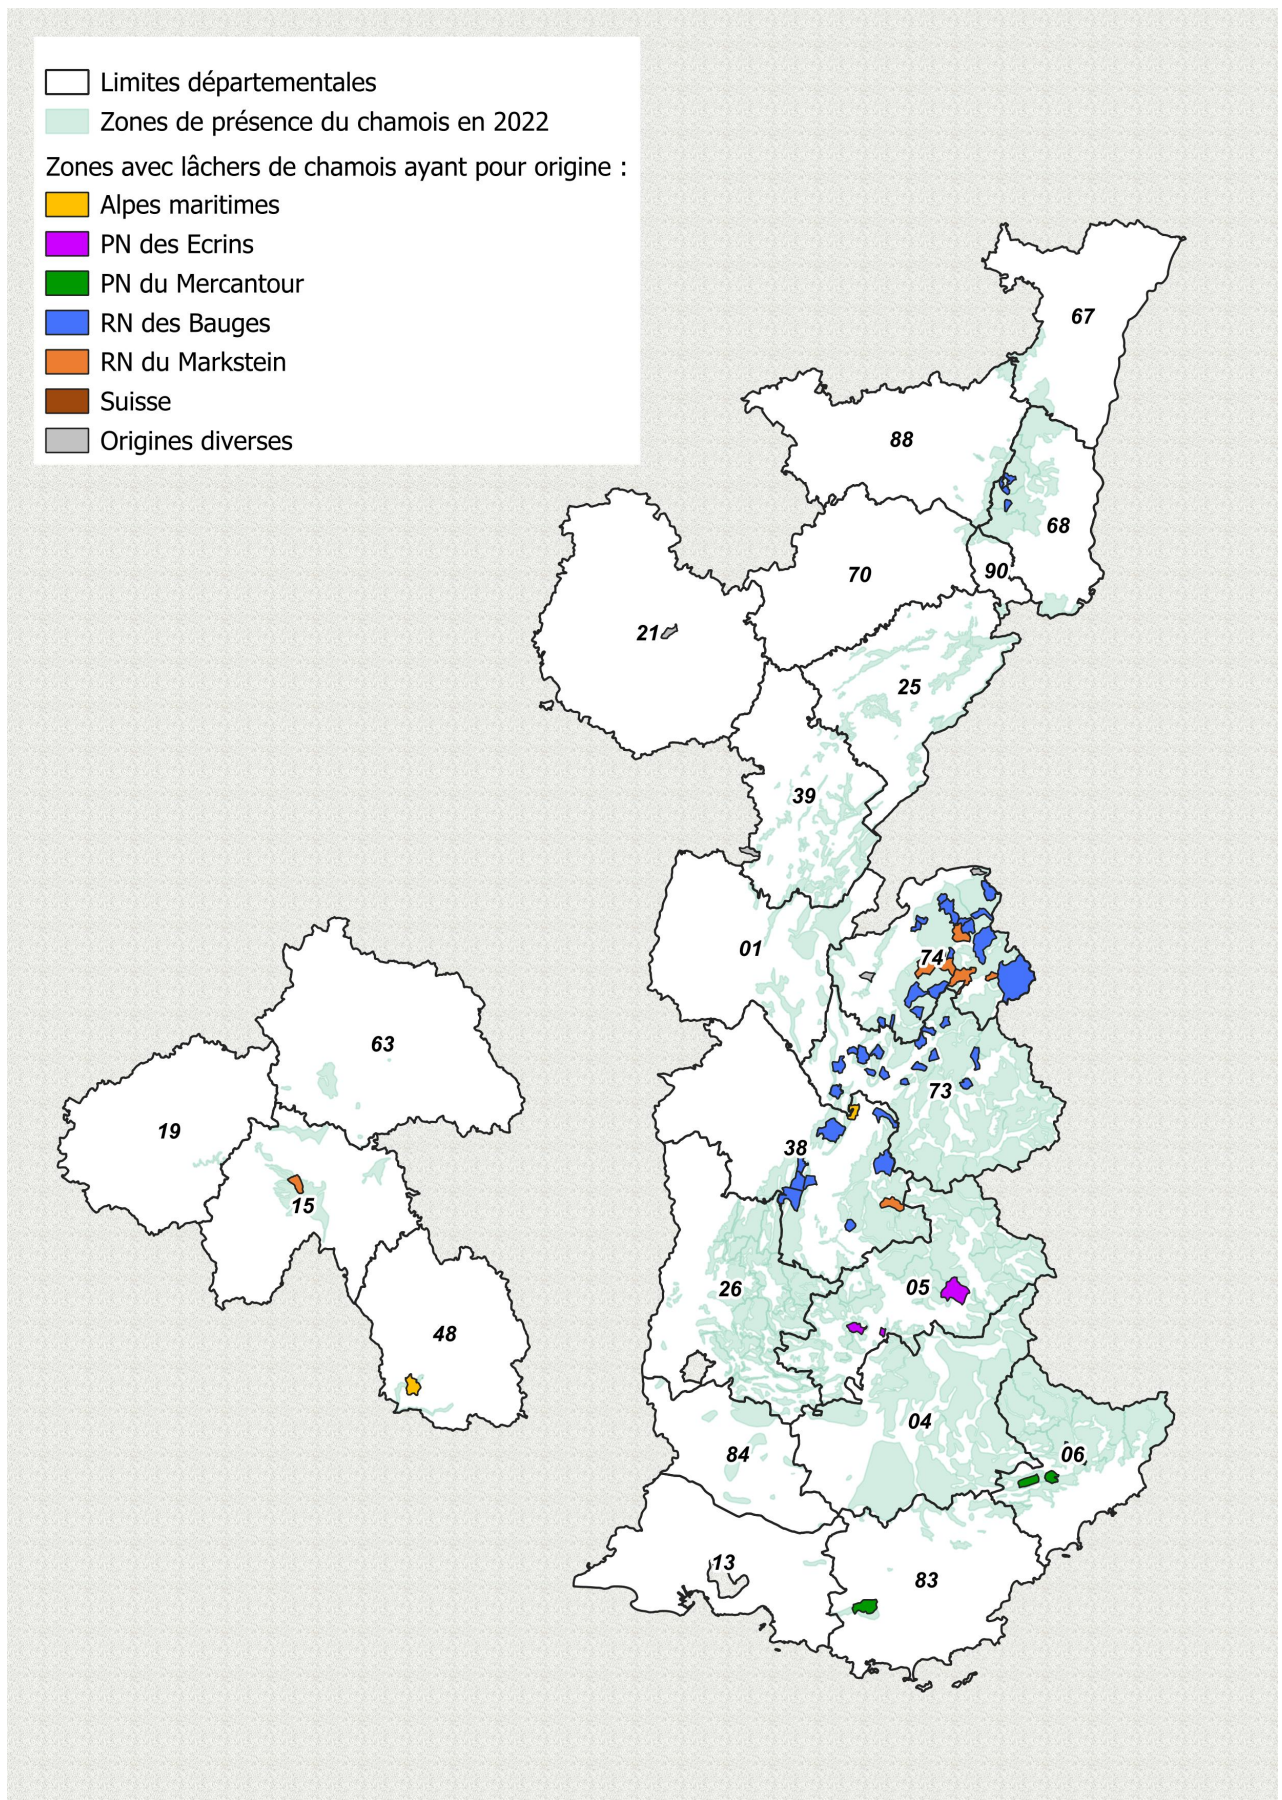 Limites départementales
Zones de présence du chamois en 2022
Zones avec lâchers de chamois ayant pour origine :
Alpes maritimes
PN des Ecrins
PN du Mercantour
RN des Bauges
RN du Markstein
Suisse
Origines diverses
67
88
68
90
70
21
25
39
01
74
63
73
19
38
15
26
05
48
04
84
06
13
83